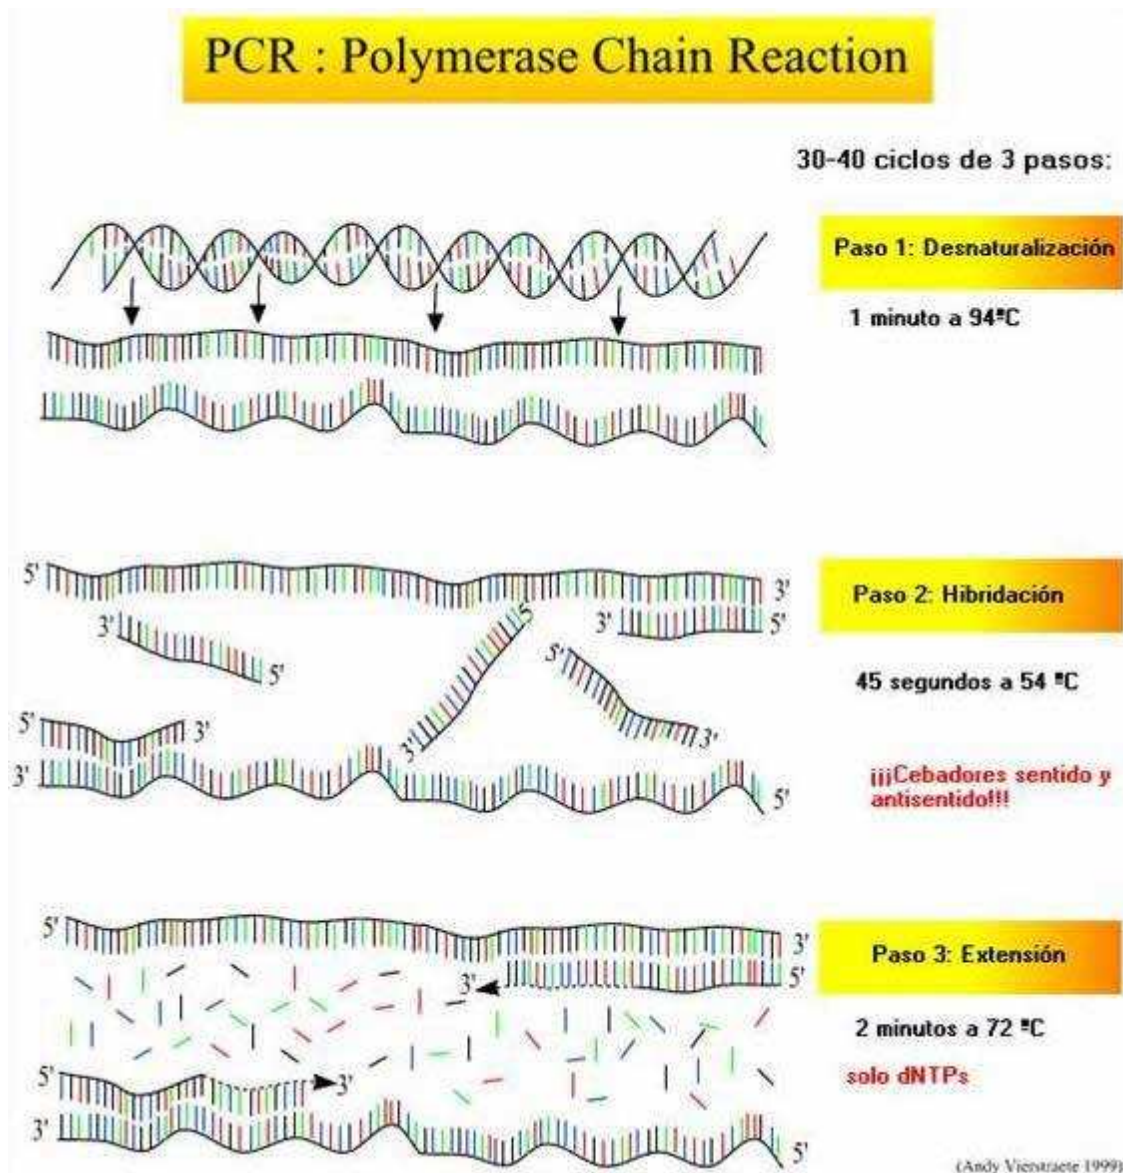 PCR : Polymerase Chain Reaction
30-40 ciclos de 3 pasos:
Paso 1: Desnaturalización
1 minuto a 94ºC
5'
3'
Paso 2: Hibridación
3'
5'
3'
5'
5'
5'
45 segundos a 54 ºC
5'
3'
3'
3'
3'
5'
¡¡¡Cebadores sentido y
antisentido!!!
5'
3'
Paso 3: Extensión
3'
5'
2 minutos a 72 ºC
solo dNTPs
5'
3'
3'
5'
(Andy Vierstraete 1999)